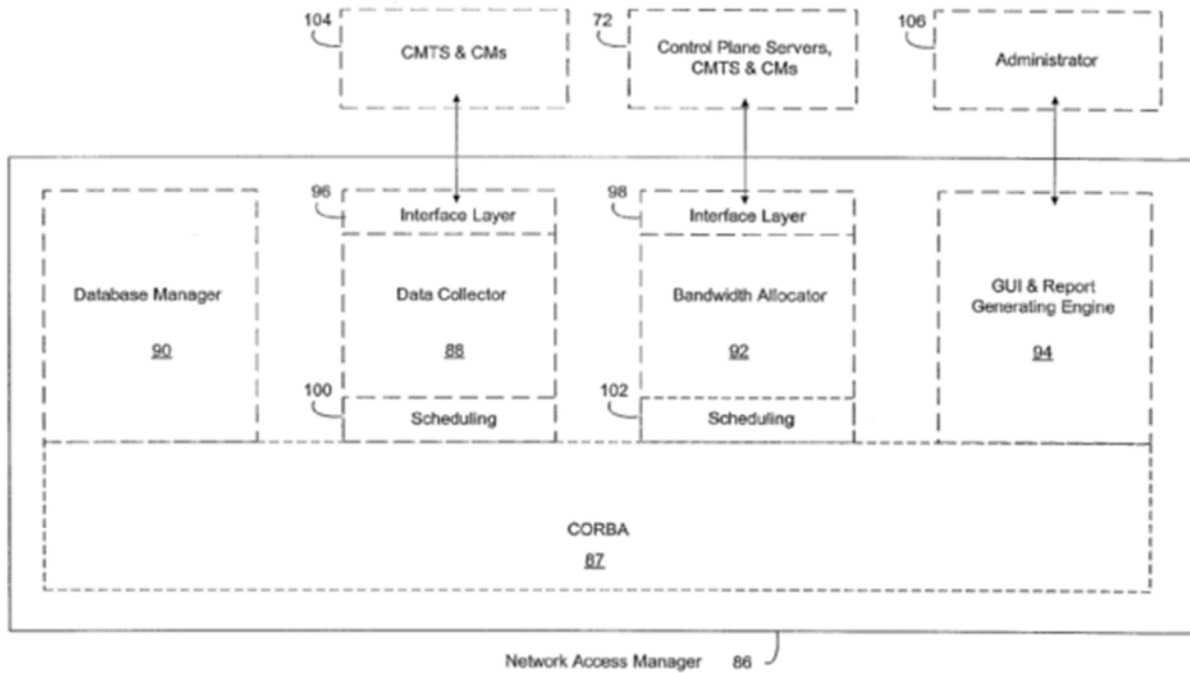 104
CMTS & CMs
72
Control Plane Servers,
CMTS & CMs
106
Administrator
96
Interface Layer
98
Interface Layer
Database Manager
90
Data Collector
88
Bandwidth Allocator
92
GUI & Report
Generating Engine
94
100
Scheduling
102
Scheduling
CORBA
87
Network Access Manager 86